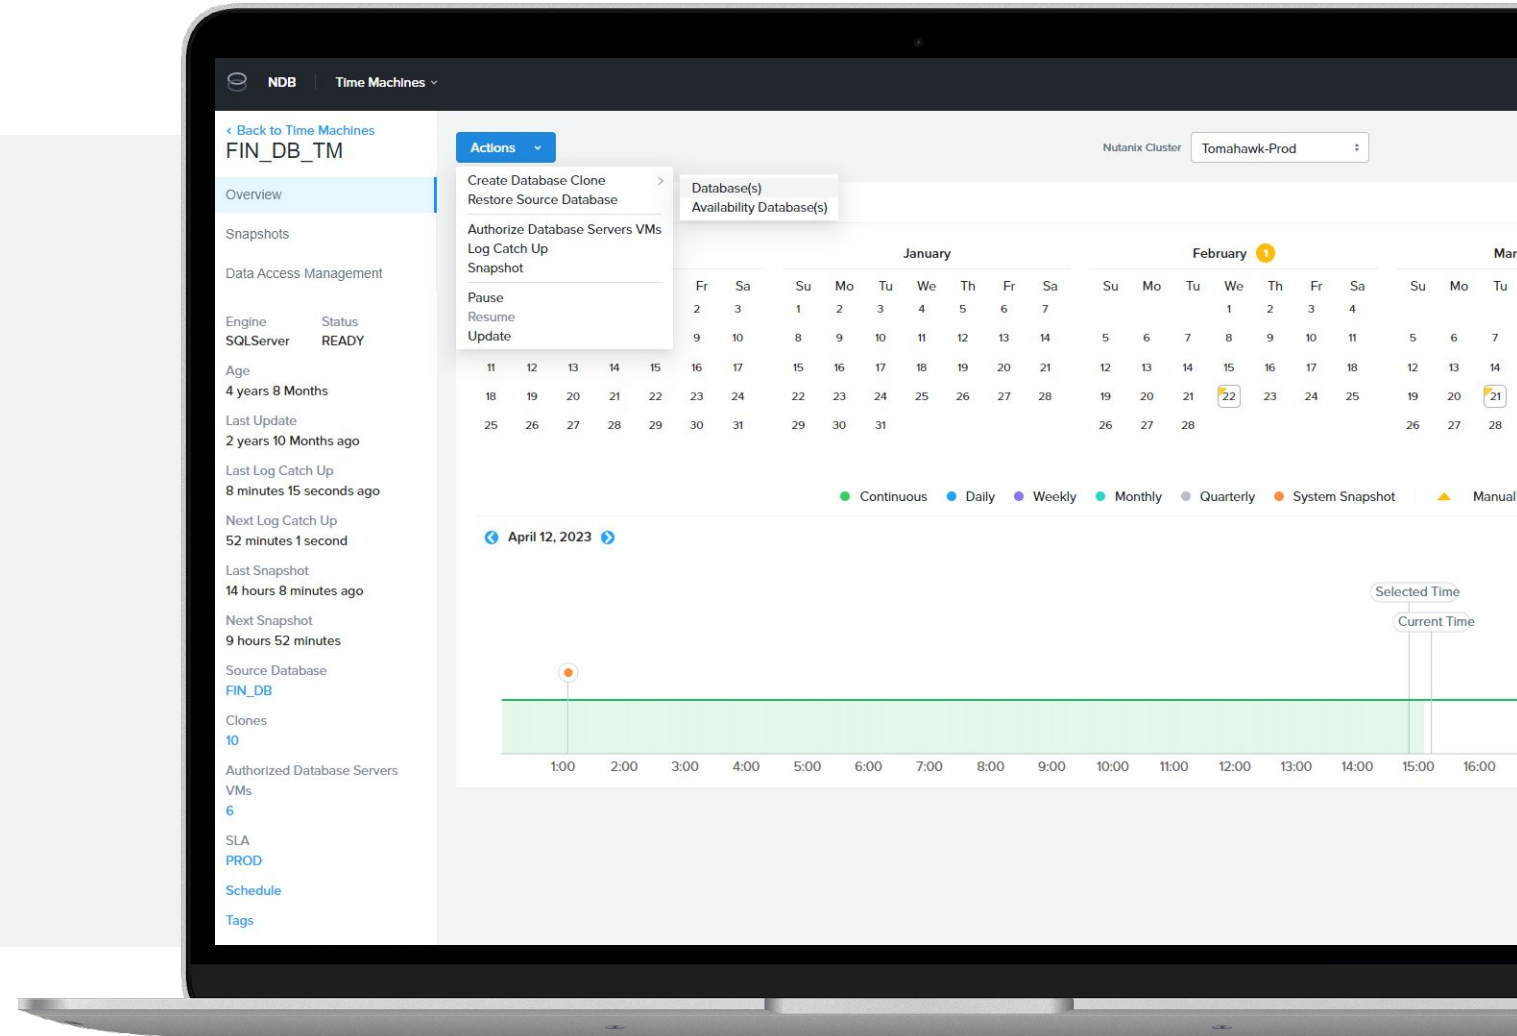 NDB Time Machines
Back to Time Machines
FIN_DB_TM
Overview
Snapshots
Data Access Management
Engine Status
SQLServer READY
Age
4 years 8 Months
Last Update
2 years 10 Months ago
Last Log Catch Up
8 minutes 15 seconds ago
Next Log Catch Up
52 minutes 1 second
Last Snapshot
14 hours 8 minutes ago
Next Snapshot
9 hours 52 minutes
Source Database
FIN_DB
Clones
10
Authorized Database Servers
VMs
6
SLA
PROD
Schedule
Tags
Actions
Nutanix Cluster Tomahawk-Prod
Create Database Clone
Restore Source Database
Authorize Database Servers VMs
Log Catch Up
Snapshot
Pause
Resume
Update
Database(s)
Availability Database(s)
Fr Sa
2 3
9 10
11 12 13 14 15 16 17
18 19 20 21 22 23 24
25 26 27 28 29 30 31
January
Su Mo Tu We Th Fr Sa
1 2 3 4 5 6 7
8 9 10 11 12 13 14
15 16 17 18 19 20 21
22 23 24 25 26 27 28
29 30 31
February 1
Su Mo Tu We Th Fr Sa
1 2 3 4
5 6 7 8 9 10 11
12 13 14 15 16 17 18
19 20 21 22 23 24 25
26 27 28
Mar
Su Mo Tu
5 6 7
12 13 14
19 20 21
26 27 28
Continuous Daily Weekly Monthly Quarterly System Snapshot Manual
April 12, 2023
Selected Time
Current Time
1:00 2:00 3:00 4:00 5:00 6:00 7:00 8:00 9:00 10:00 11:00 12:00 13:00 14:00 15:00 16:00